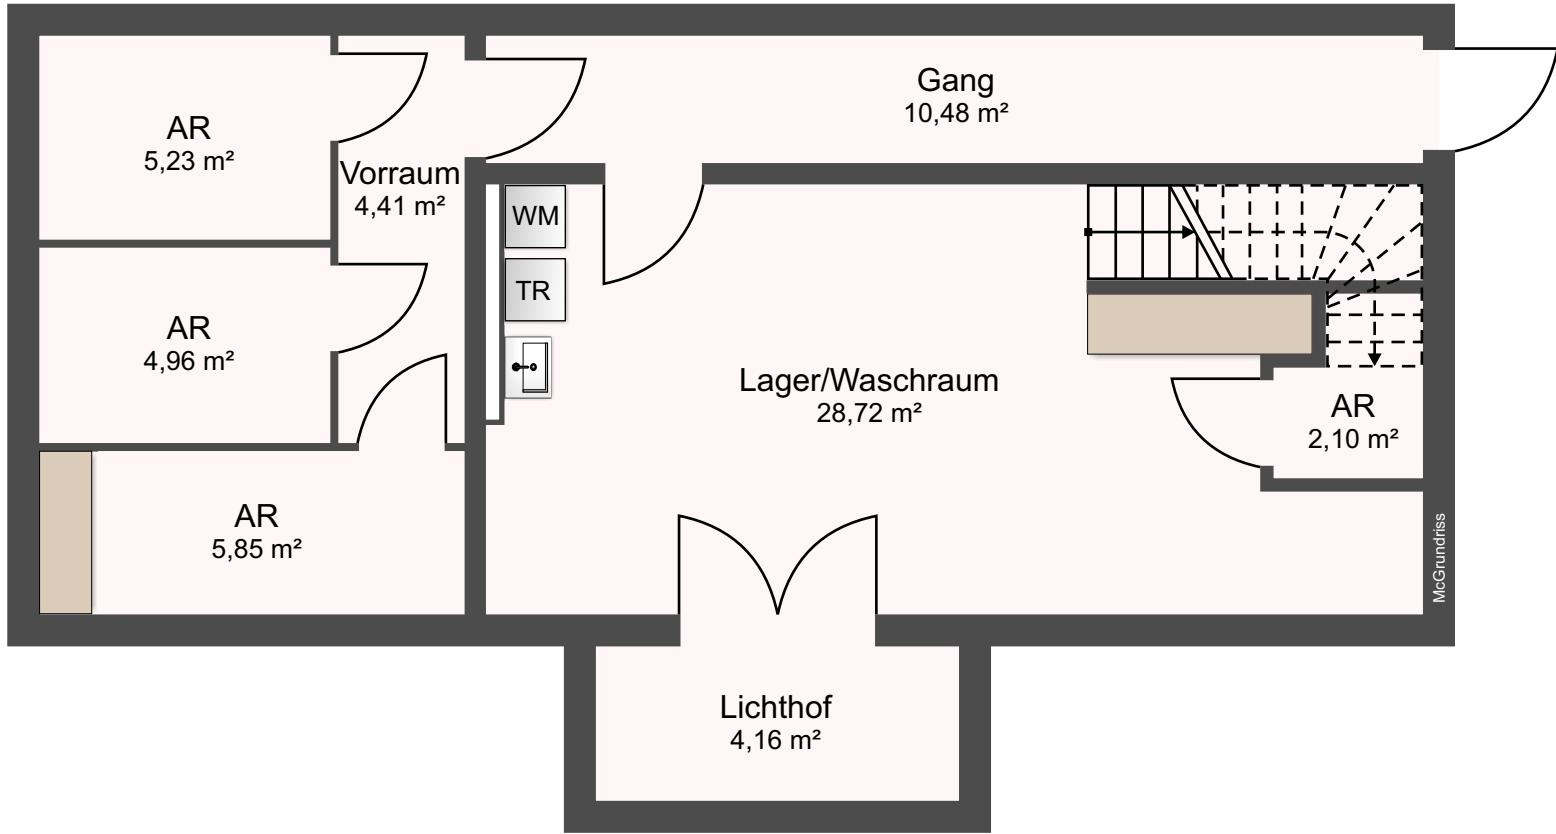 Gang
10,48 m²
AR
5,23 m²
Vorraum
4,41 m²
WM
TR
AR
4,96 m²
Lager/Waschraum
28,72 m²
AR
2,10 m²
AR
5,85 m²
McGrundriss
Lichthof
4,16 m²